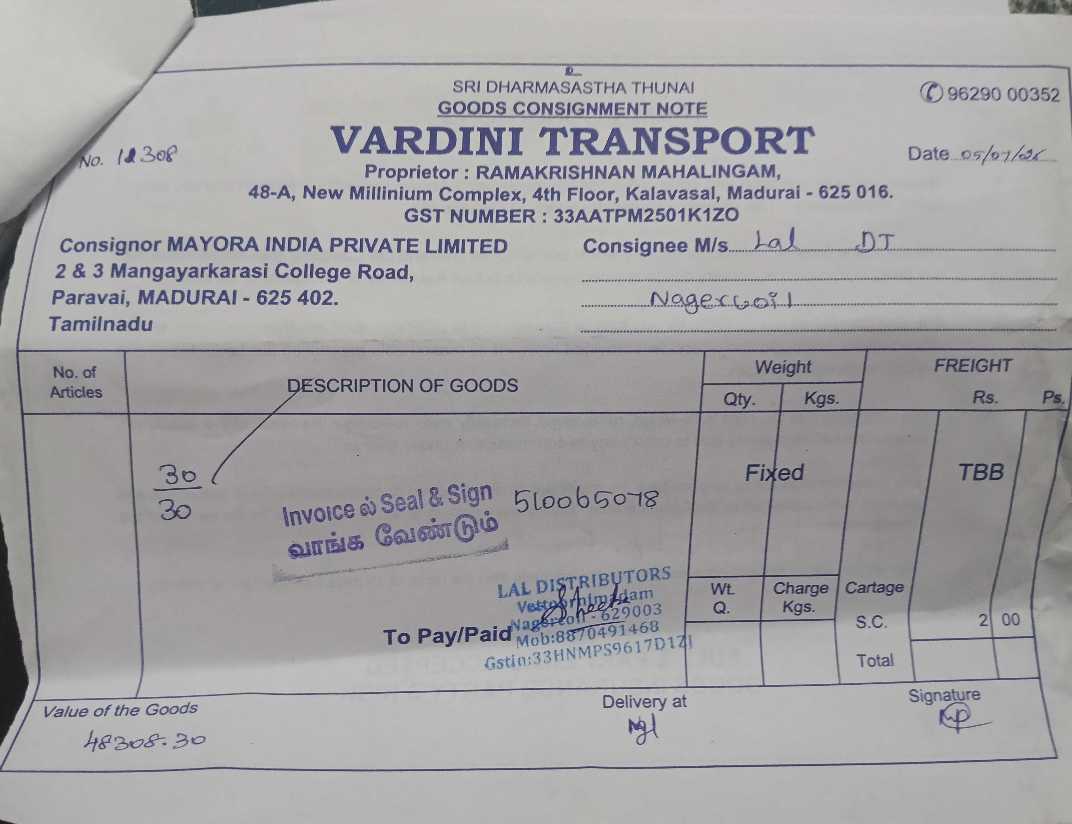 SRI DHARMASASTHA THUNAI
GOODS CONSIGNMENT NOTE
96290 00352
VARDINI TRANSPORT
No. 12308
Date 05/07/
Proprietor : RAMAKRISHNAN MAHALINGAM,
48-A, New Millinium Complex, 4th Floor, Kalavasal, Madurai - 625 016.
GST NUMBER : 33AATPM2501K1ZO
Consignor MAYORA INDIA PRIVATE LIMITED
2 & 3 Mangayarkarasi College Road,
Paravai, MADURAI - 625 402.
Tamilnadu
Consignee M/s. Lal DT
Nagercoil
No. of
Articles
DESCRIPTION OF GOODS
Weight
Qty. Kgs.
FREIGHT
Rs. Ps.
30
30
Invoice ல் Seal & Sign
வாங்க வேண்டும்
510065078
Fixed
TBB
LAL DISTRIBUTORS
Vettoornimadam
Nagercoil - 629003
Mob:8870491468
Gstin:33HNMPS9617D1ZI
To Pay/Paid
Wt.
Q.
Charge
Kgs.
Cartage
S.C. 2 00
Total
Value of the Goods
48308.30
Delivery at
Ngl
Signature